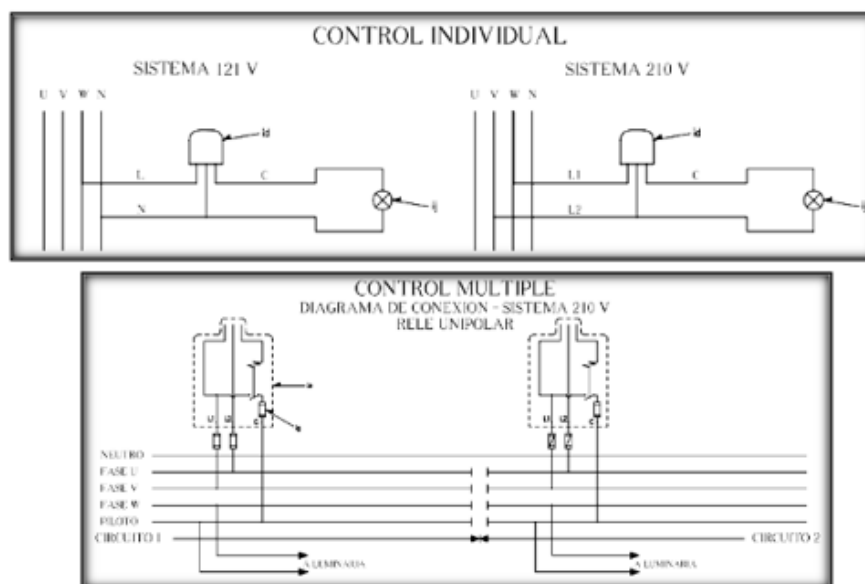 CONTROL INDIVIDUAL
SISTEMA 121 V
SISTEMA 210 V
U V W N
U V W N
id
id
L
C
L1
C
N
L2
CONTROL MULTIPLE
DIAGRAMA DE CONEXION - SISTEMA 210 V
RELE UNIPOLAR
L1 L2 C
L1 L2 C
NEUTRO
FASE U
FASE V
FASE W
PILOTO
CIRCUITO 1
CIRCUITO 2
A LUMINARIA
A LUMINARIA